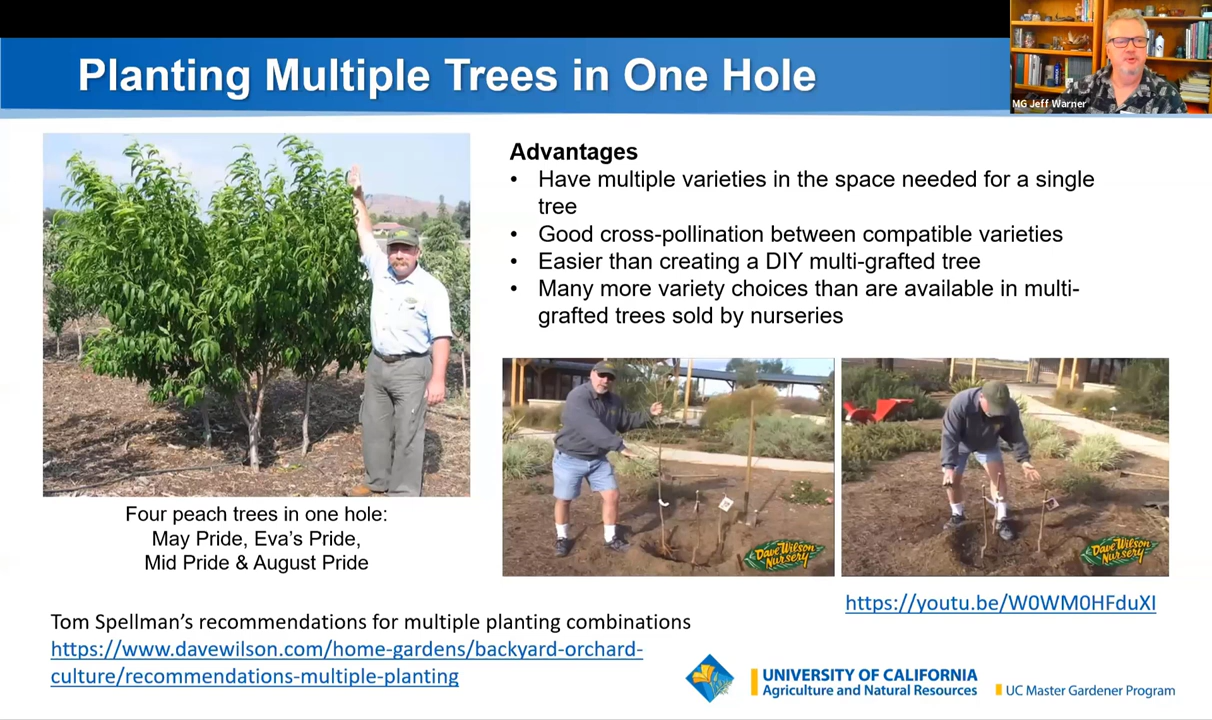 Planting Multiple Trees in One Hole
MG Jeff Warner
Advantages
• Have multiple varieties in the space needed for a single
tree
• Good cross-pollination between compatible varieties
• Easier than creating a DIY multi-grafted tree
• Many more variety choices than are available in multi-
grafted trees sold by nurseries
Four peach trees in one hole:
May Pride, Eva's Pride,
Mid Pride & August Pride
Dave Wilson
Nursery
Dave Wilson
Nursery
https://youtu.be/W0WM0HFduXI
Tom Spellman's recommendations for multiple planting combinations
https://www.davewilson.com/home-gardens/backyard-orchard-
culture/recommendations-multiple-planting
UNIVERSITY OF CALIFORNIA
Agriculture and Natural Resources
UC Master Gardener Program